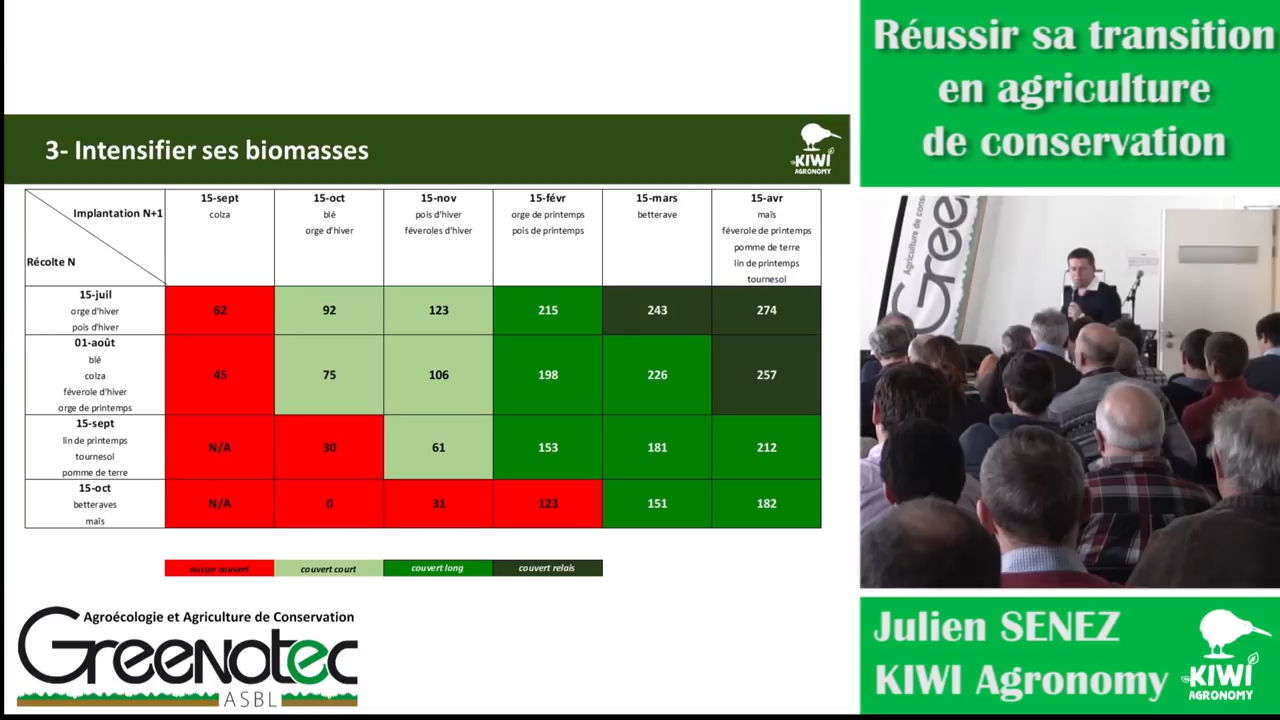 3- Intensifier ses biomasses
KIWI
AGRONOMY
Implantation N+1
Récolte N
15-sept
colza
15-oct
blé
orge d'hiver
15-nov
pois d'hiver
féveroles d'hiver
15-févr
orge de printemps
pois de printemps
15-mars
betterave
15-avr
maïs
féverole de printemps
pomme de terre
lin de printemps
tournesol
15-juil
orge d'hiver
pois d'hiver
62 92 123 215 243 274
01-août
blé
colza
féverole d'hiver
orge de printemps
45 75 106 198 226 257
15-sept
lin de printemps
tournesol
pomme de terre
N/A 30 61 153 181 212
15-oct
betteraves
maïs
N/A 0 31 123 151 182
aucun couvert couvert court couvert long couvert relais
Agroécologie et Agriculture de Conservation
Greenotec
ASBL
Réussir sa transition
en agriculture
de conservation
Agriculture de cons
Green
Julien SENEZ
KIWI Agronomy
KIWI
AGRONOMY